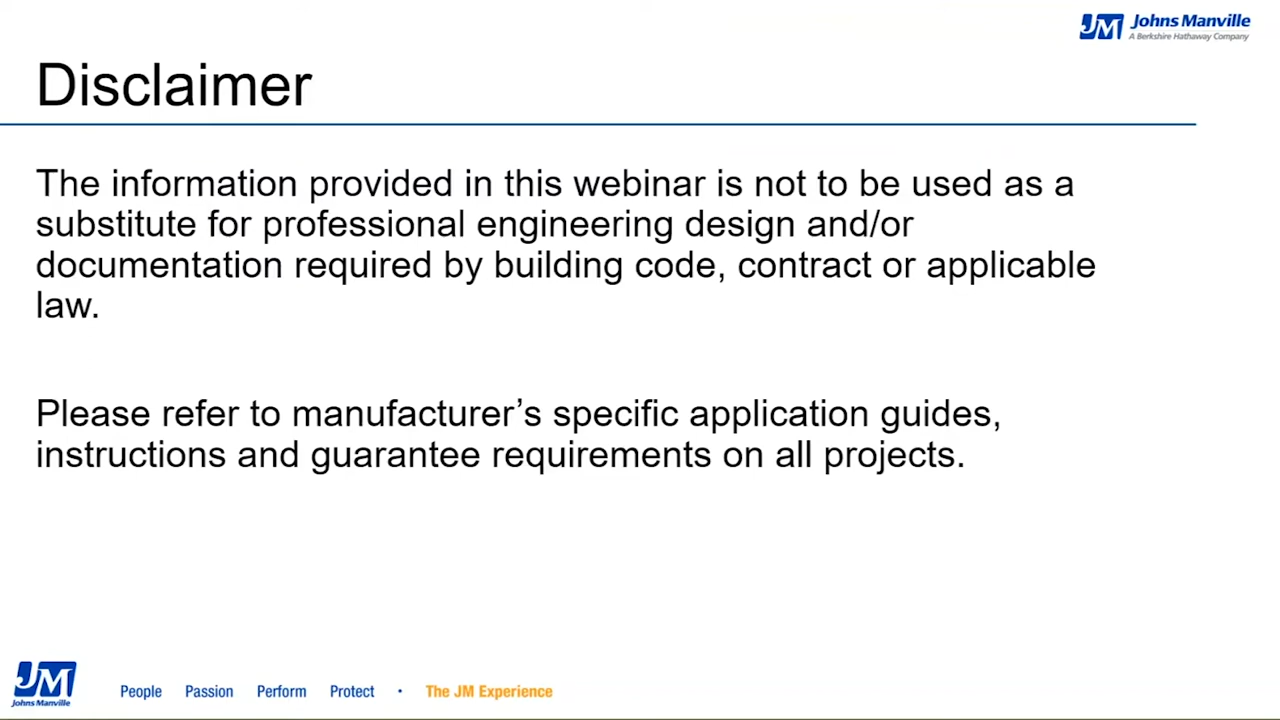 JM Johns Manville
A Berkshire Hathaway Company
Disclaimer
The information provided in this webinar is not to be used as a
substitute for professional engineering design and/or
documentation required by building code, contract or applicable
law.
Please refer to manufacturer’s specific application guides,
instructions and guarantee requirements on all projects.
JM
Johns Manville
People Passion Perform Protect • The JM Experience